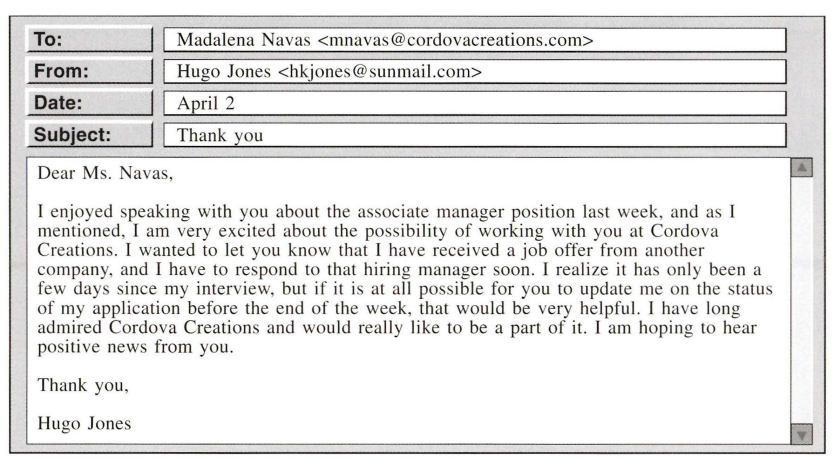 To: Madalena Navas <mnavas@cordovacreations.com>
From: Hugo Jones <hkjones@sunmail.com>
Date: April 2
Subject: Thank you
Dear Ms. Navas,
I enjoyed speaking with you about the associate manager position last week, and as I
mentioned, I am very excited about the possibility of working with you at Cordova
Creations. I wanted to let you know that I have received a job offer from another
company, and I have to respond to that hiring manager soon. I realize it has only been a
few days since my interview, but if it is at all possible for you to update me on the status
of my application before the end of the week, that would be very helpful. I have long
admired Cordova Creations and would really like to be a part of it. I am hoping to hear
positive news from you.
Thank you,
Hugo Jones